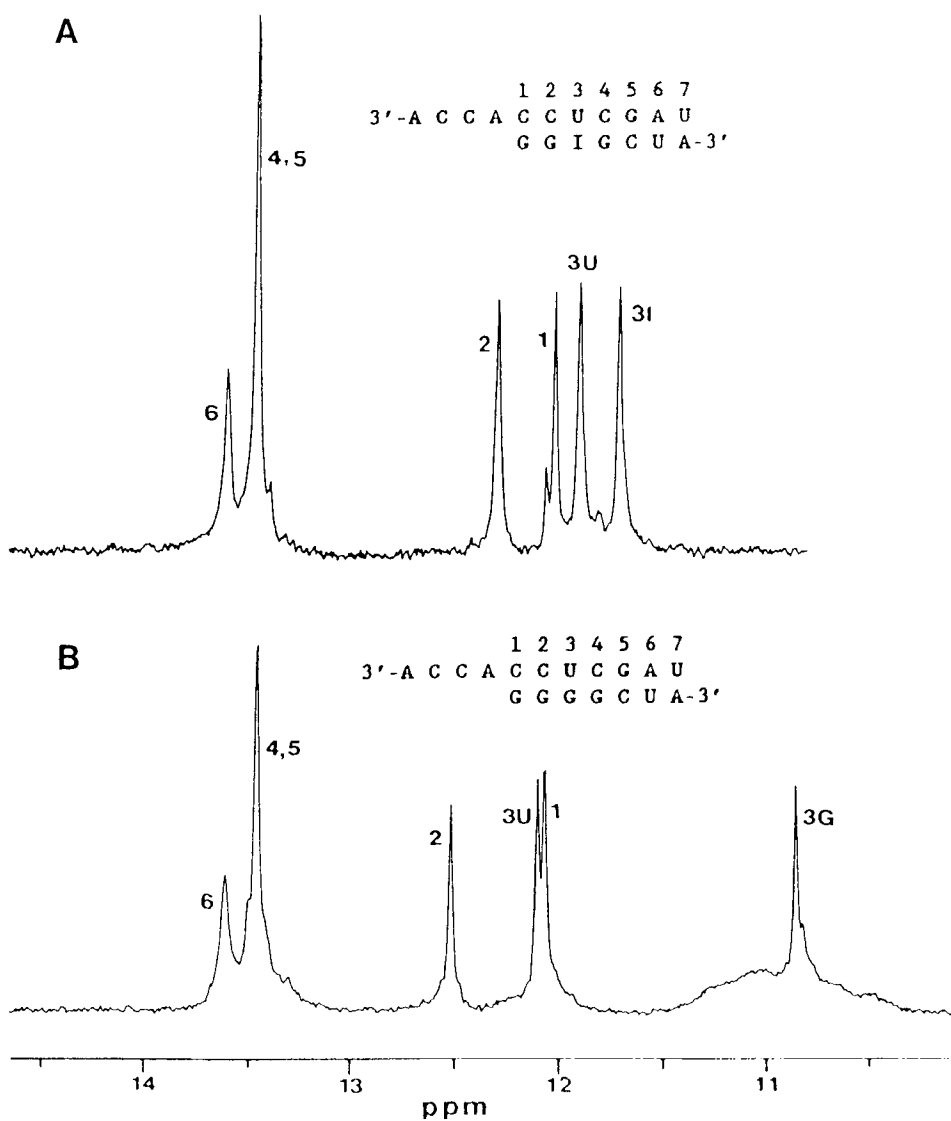 A
1 2 3 4 5 6 7
3'-A C C A C C U C G A U
G G I G C U A-3'
4,5
6
2
1
3U
3I
B
1 2 3 4 5 6 7
3'-A C C A C C U C G A U
G G G G C U A-3'
4,5
6
2
3U
1
3G
14 13 12 11
ppm